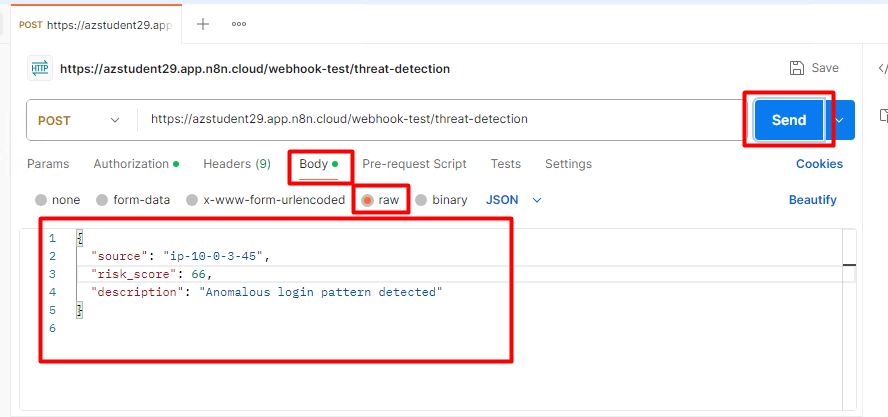 POST https://azstudent29.app
HTTP https://azstudent29.app.n8n.cloud/webhook-test/threat-detection Save
POST https://azstudent29.app.n8n.cloud/webhook-test/threat-detection Send
Params Authorization Headers (9) Body Pre-request Script Tests Settings Cookies
none form-data x-www-form-urlencoded raw binary JSON Beautify
1 {
2 "source": "ip-10-0-3-45",
3 "risk_score": 66,
4 "description": "Anomalous login pattern detected"
5 }
6